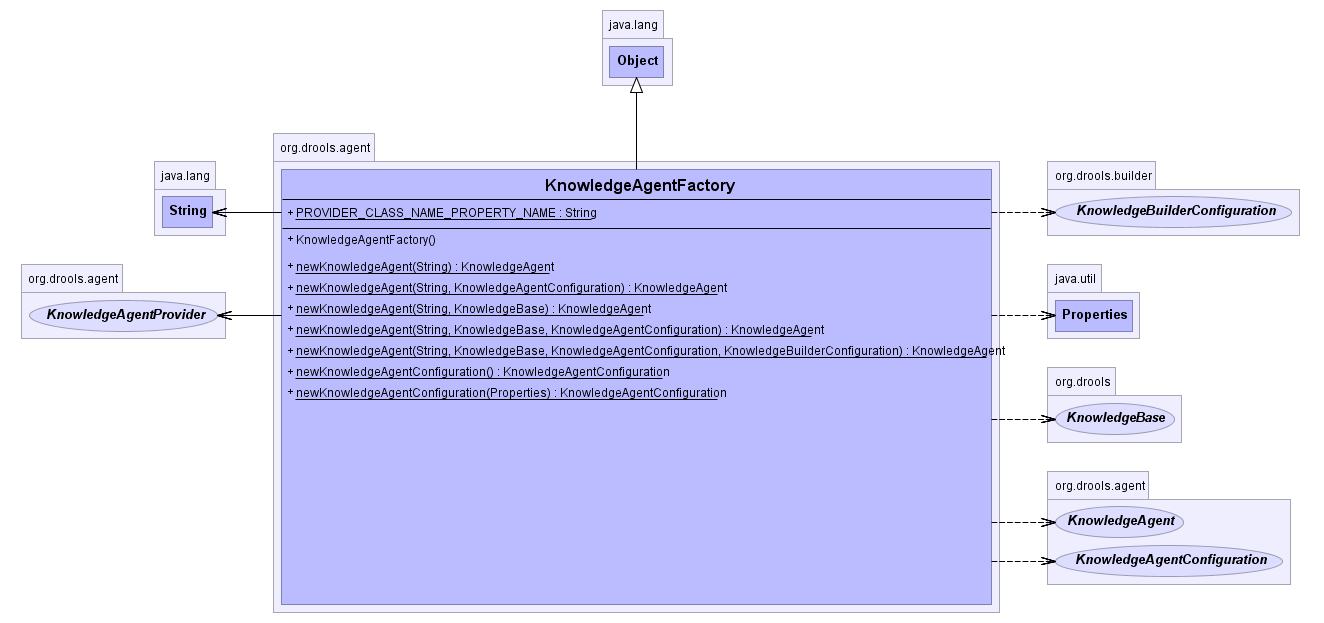 java.lang
Object
org.drools.agent
KnowledgeAgentFactory
+ PROVIDER_CLASS_NAME_PROPERTY_NAME : String
+ KnowledgeAgentFactory()
+ newKnowledgeAgent(String) : KnowledgeAgent
+ newKnowledgeAgent(String, KnowledgeAgentConfiguration) : KnowledgeAgent
+ newKnowledgeAgent(String, KnowledgeBase) : KnowledgeAgent
+ newKnowledgeAgent(String, KnowledgeBase, KnowledgeAgentConfiguration) : KnowledgeAgent
+ newKnowledgeAgent(String, KnowledgeBase, KnowledgeAgentConfiguration, KnowledgeBuilderConfiguration) : KnowledgeAgent
+ newKnowledgeAgentConfiguration() : KnowledgeAgentConfiguration
+ newKnowledgeAgentConfiguration(Properties) : KnowledgeAgentConfiguration
java.lang
String
org.drools.agent
KnowledgeAgentProvider
org.drools.builder
KnowledgeBuilderConfiguration
java.util
Properties
org.drools
KnowledgeBase
org.drools.agent
KnowledgeAgent
KnowledgeAgentConfiguration